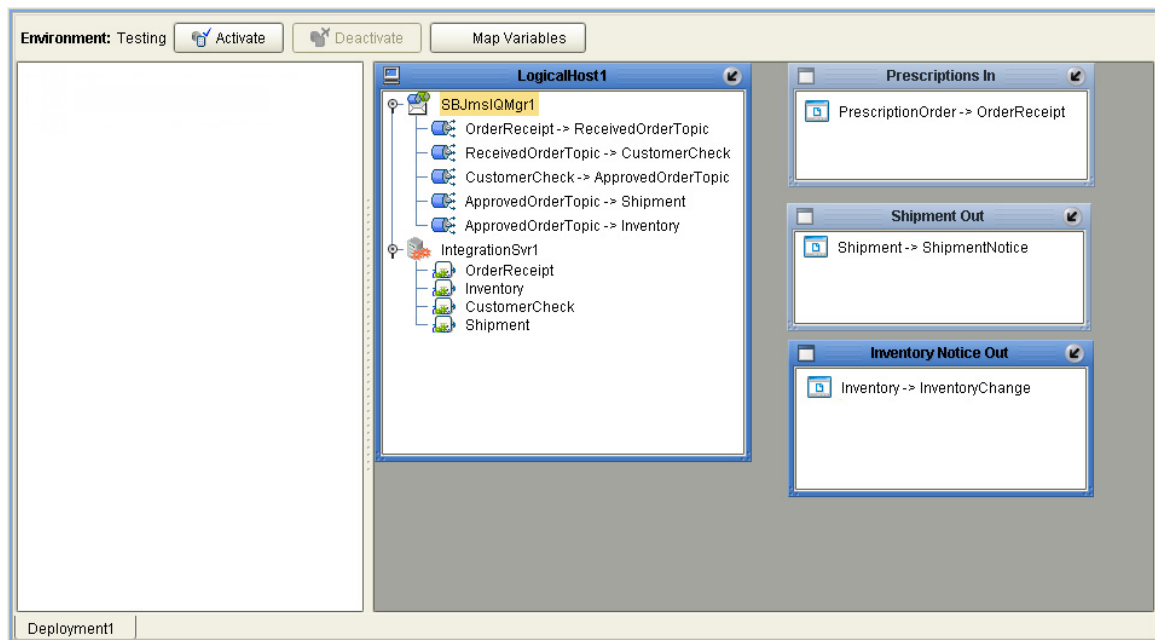 Environment: Testing Activate Deactivate Map Variables
LogicalHost1
SBJmsIQMgr1
OrderReceipt -> ReceivedOrderTopic
ReceivedOrderTopic -> CustomerCheck
CustomerCheck -> ApprovedOrderTopic
ApprovedOrderTopic -> Shipment
ApprovedOrderTopic -> Inventory
IntegrationSvr1
OrderReceipt
Inventory
CustomerCheck
Shipment
Prescriptions In
PrescriptionOrder -> OrderReceipt
Shipment Out
Shipment -> ShipmentNotice
Inventory Notice Out
Inventory -> InventoryChange
Deployment1